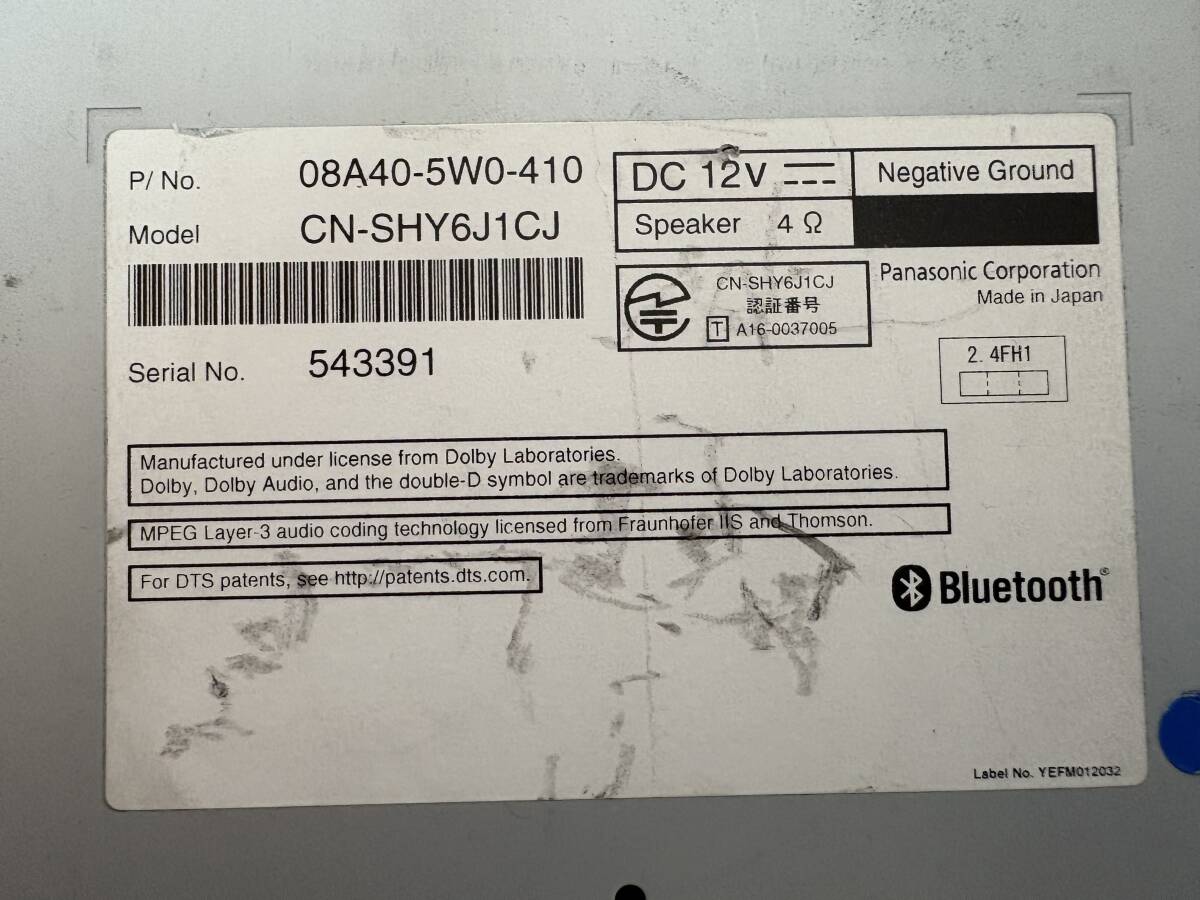 P/ No. 08A40-5W0-410
Model CN-SHY6J1CJ
Serial No. 543391
DC 12V
Negative Ground
Speaker 4 Ω
CN-SHY6J1CJ
認証番号
T A16-0037005
Panasonic Corporation
Made in Japan
2.4FH1
Manufactured under license from Dolby Laboratories.
Dolby, Dolby Audio, and the double-D symbol are trademarks of Dolby Laboratories.
MPEG Layer-3 audio coding technology licensed from Fraunhofer IIS and Thomson.
For DTS patents, see http://patents.dts.com.
Bluetooth®
Label No. YEFM012032